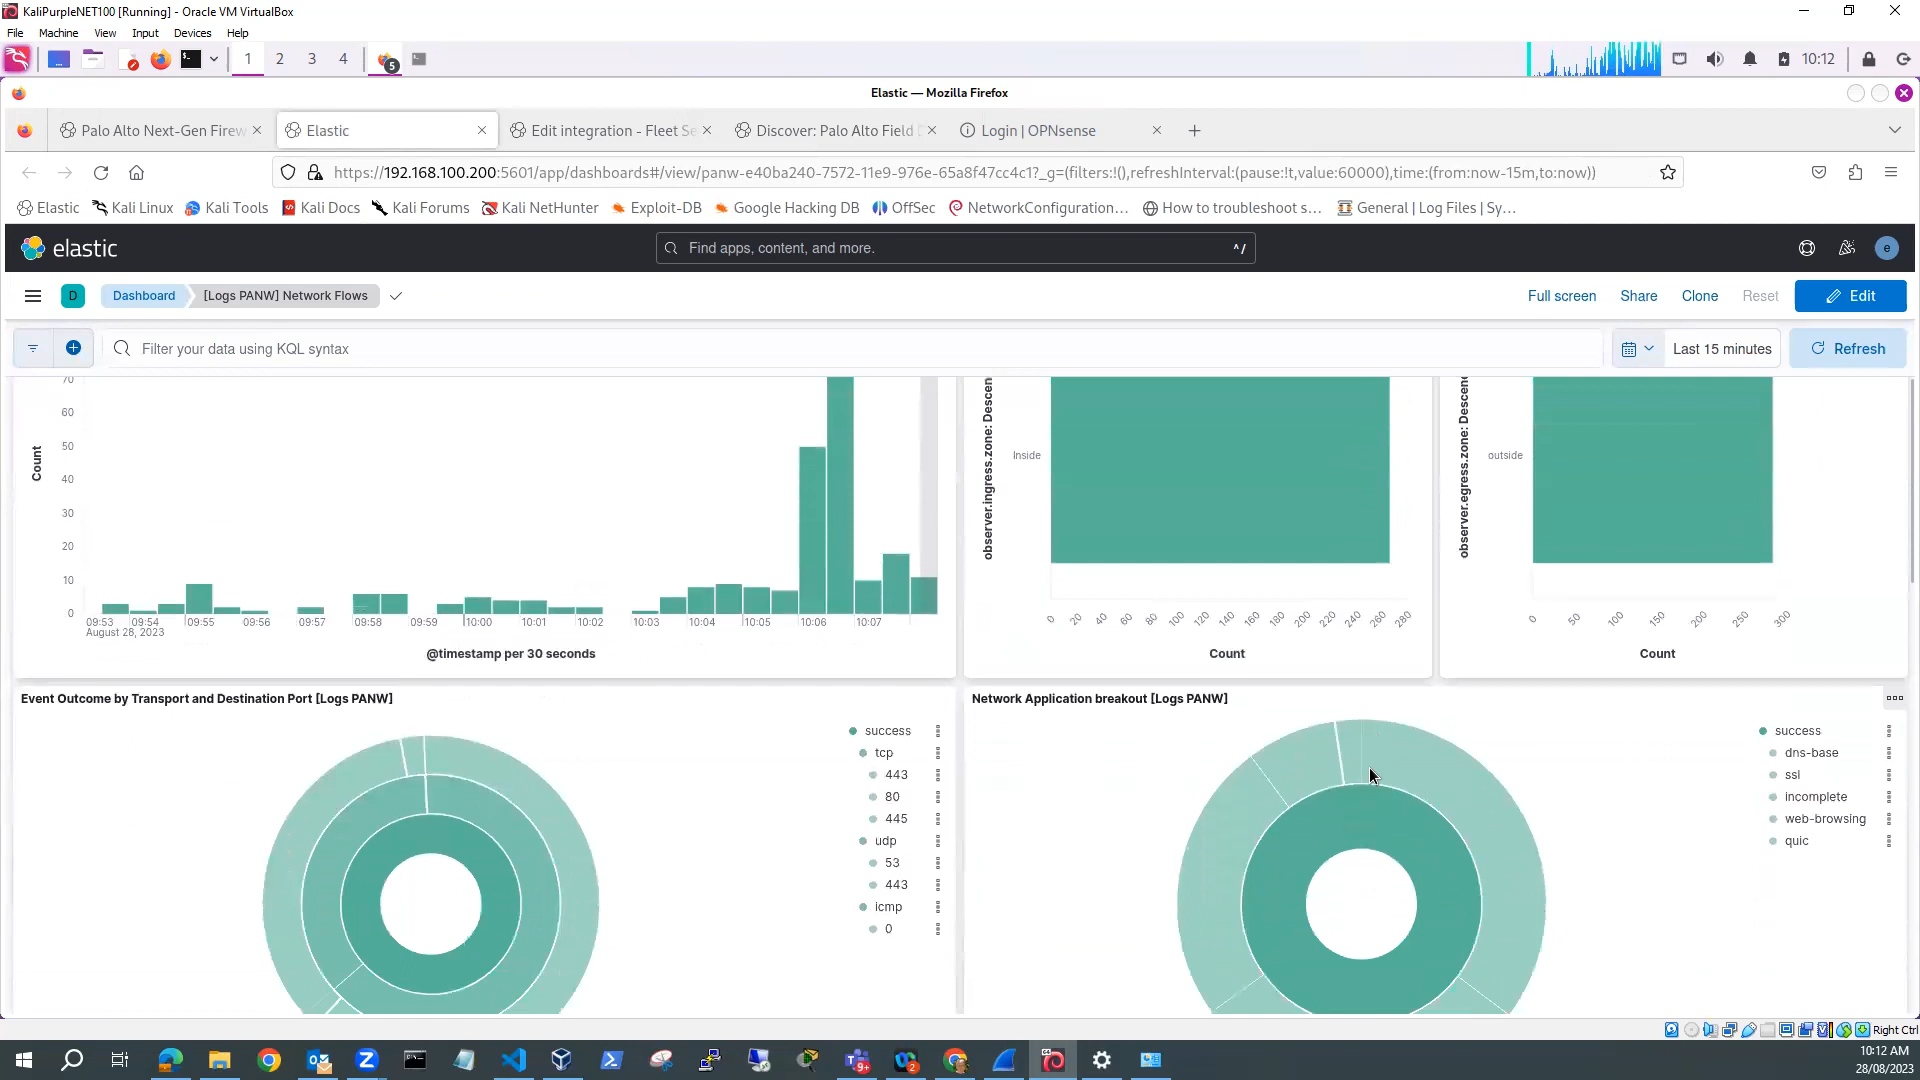 KaliPurpleNET100 [Running] - Oracle VM VirtualBox
File Machine View Input Devices Help
1 2 3 4 5 10:12
Elastic — Mozilla Firefox
Palo Alto Next-Gen Firew Elastic Edit integration - Fleet Se Discover: Palo Alto Field D Login | OPNsense
https://192.168.100.200:5601/app/dashboards#/view/panw-e40ba240-7572-11e9-976e-65a8f47cc4c1?_g=(filters:!(),refreshInterval:(pause:!t,value:60000),time:(from:now-15m,to:now))
Elastic Kali Linux Kali Tools Kali Docs Kali Forums Kali NetHunter Exploit-DB Google Hacking DB OffSec NetworkConfiguration... How to troubleshoot s... General | Log Files | Sy...
elastic
Find apps, content, and more. ^/
e
D Dashboard [Logs PANW] Network Flows
Full screen Share Clone Reset Edit
Filter your data using KQL syntax
Last 15 minutes Refresh
Count
70
60
50
40
30
20
10
0
09:53 09:54 09:55 09:56 09:57 09:58 09:59 10:00 10:01 10:02 10:03 10:04 10:05 10:06 10:07
August 28, 2023
@timestamp per 30 seconds
observer.ingress.zone: Descen
Inside
0 20 40 60 80 100 120 140 160 180 200 220 240 260 280
Count
observer.egress.zone: Descen
outside
0 50 100 150 200 250 300
Count
Event Outcome by Transport and Destination Port [Logs PANW]
success
tcp
443
80
445
udp
53
443
icmp
0
Network Application breakout [Logs PANW]
success
dns-base
ssl
incomplete
web-browsing
quic
Right Ctrl
9+
2
10:12 AM
28/08/2023